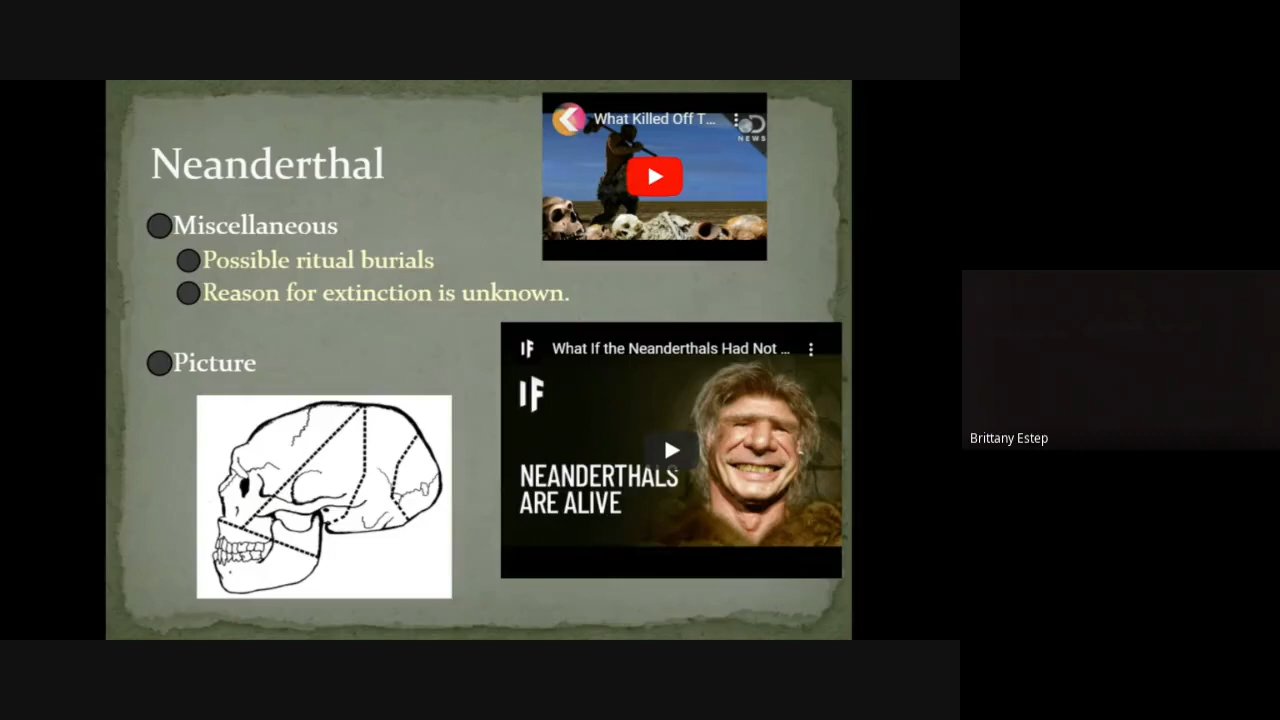 Neanderthal
Miscellaneous
Possible ritual burials
Reason for extinction is unknown.
Picture
What Killed Off T...
NEWS
IF
What If the Neanderthals Had Not ...
IF
NEANDERTHALS
ARE ALIVE
Brittany Estep